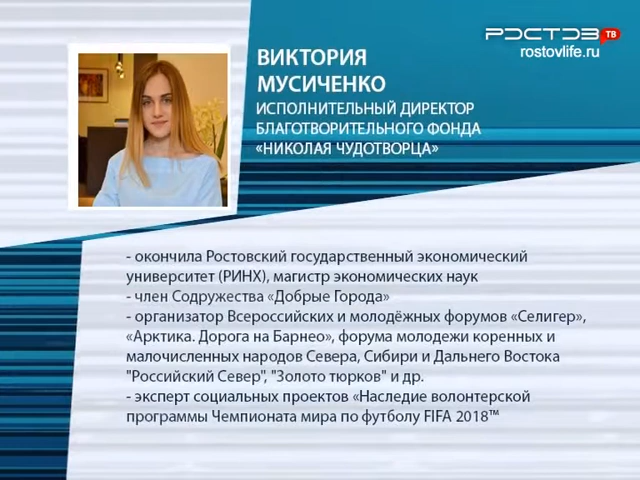 РОСТОВ ТВ
rostovlife.ru
ВИКТОРИЯ
МУСИЧЕНКО
ИСПОЛНИТЕЛЬНЫЙ ДИРЕКТОР
БЛАГОТВОРИТЕЛЬНОГО ФОНДА
«НИКОЛАЯ ЧУДОТВОРЦА»
- окончила Ростовский государственный экономический
университет (РИНХ), магистр экономических наук
- член Содружества «Добрые Города»
- организатор Всероссийских и молодёжных форумов «Селигер»,
«Арктика. Дорога на Барнео», форума молодежи коренных и
малочисленных народов Севера, Сибири и Дальнего Востока
"Российский Север", "Золото тюрков" и др.
- эксперт социальных проектов «Наследие волонтерской
программы Чемпионата мира по футболу FIFA 2018™